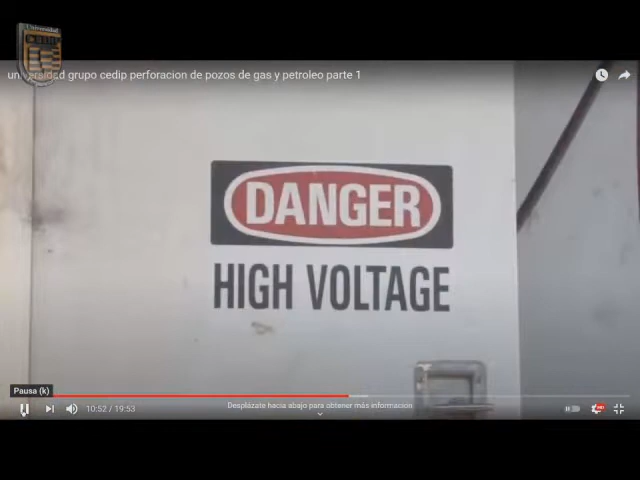 universidad grupo cedip perforacion de pozos de gas y petroleo parte 1
DANGER
HIGH VOLTAGE
Pausa (k)
10:52 / 19:53
Desplázate hacia abajo para obtener más información